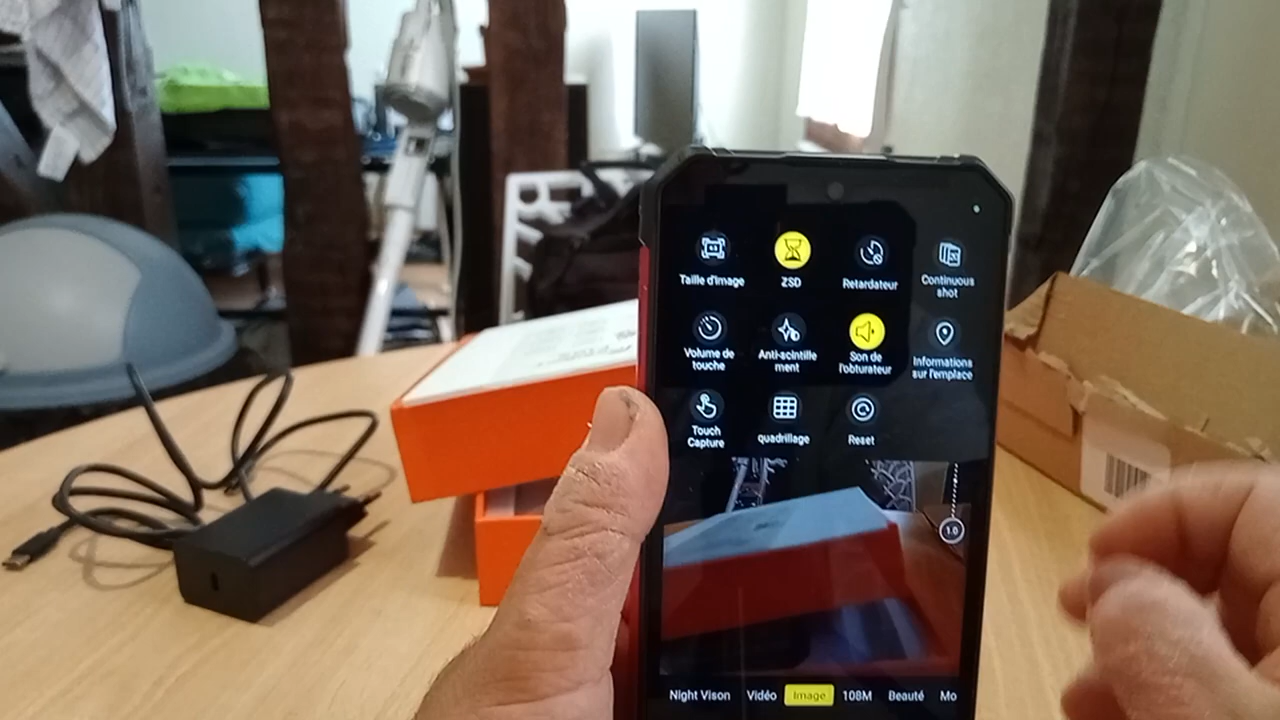 Taille d'image
ZSD
Retardateur
Continuous
shot
Volume de
touche
Anti-scintille
ment
Son de
l'obturateur
Informations
sur l'emplace
Touch
Capture
quadrillage
Reset
1.0
Night Vison
Vidéo
Image
108M
Beauté
Mo